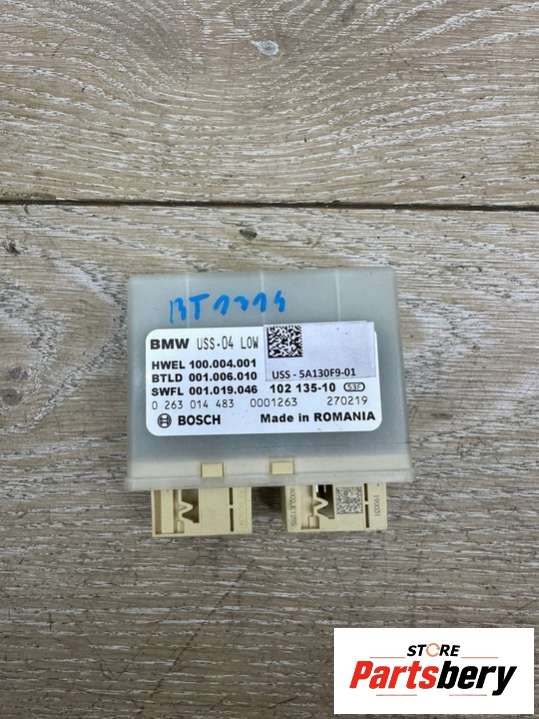 BT1314
BMW USS-04 LOW
HWEL 100.004.001
BTLD 001.006.010
USS - 5A130F9-01
SWFL 001.019.046 102 135-10
0 263 014 483 0001263 270219
BOSCH Made in ROMANIA
STORE
Partsbery